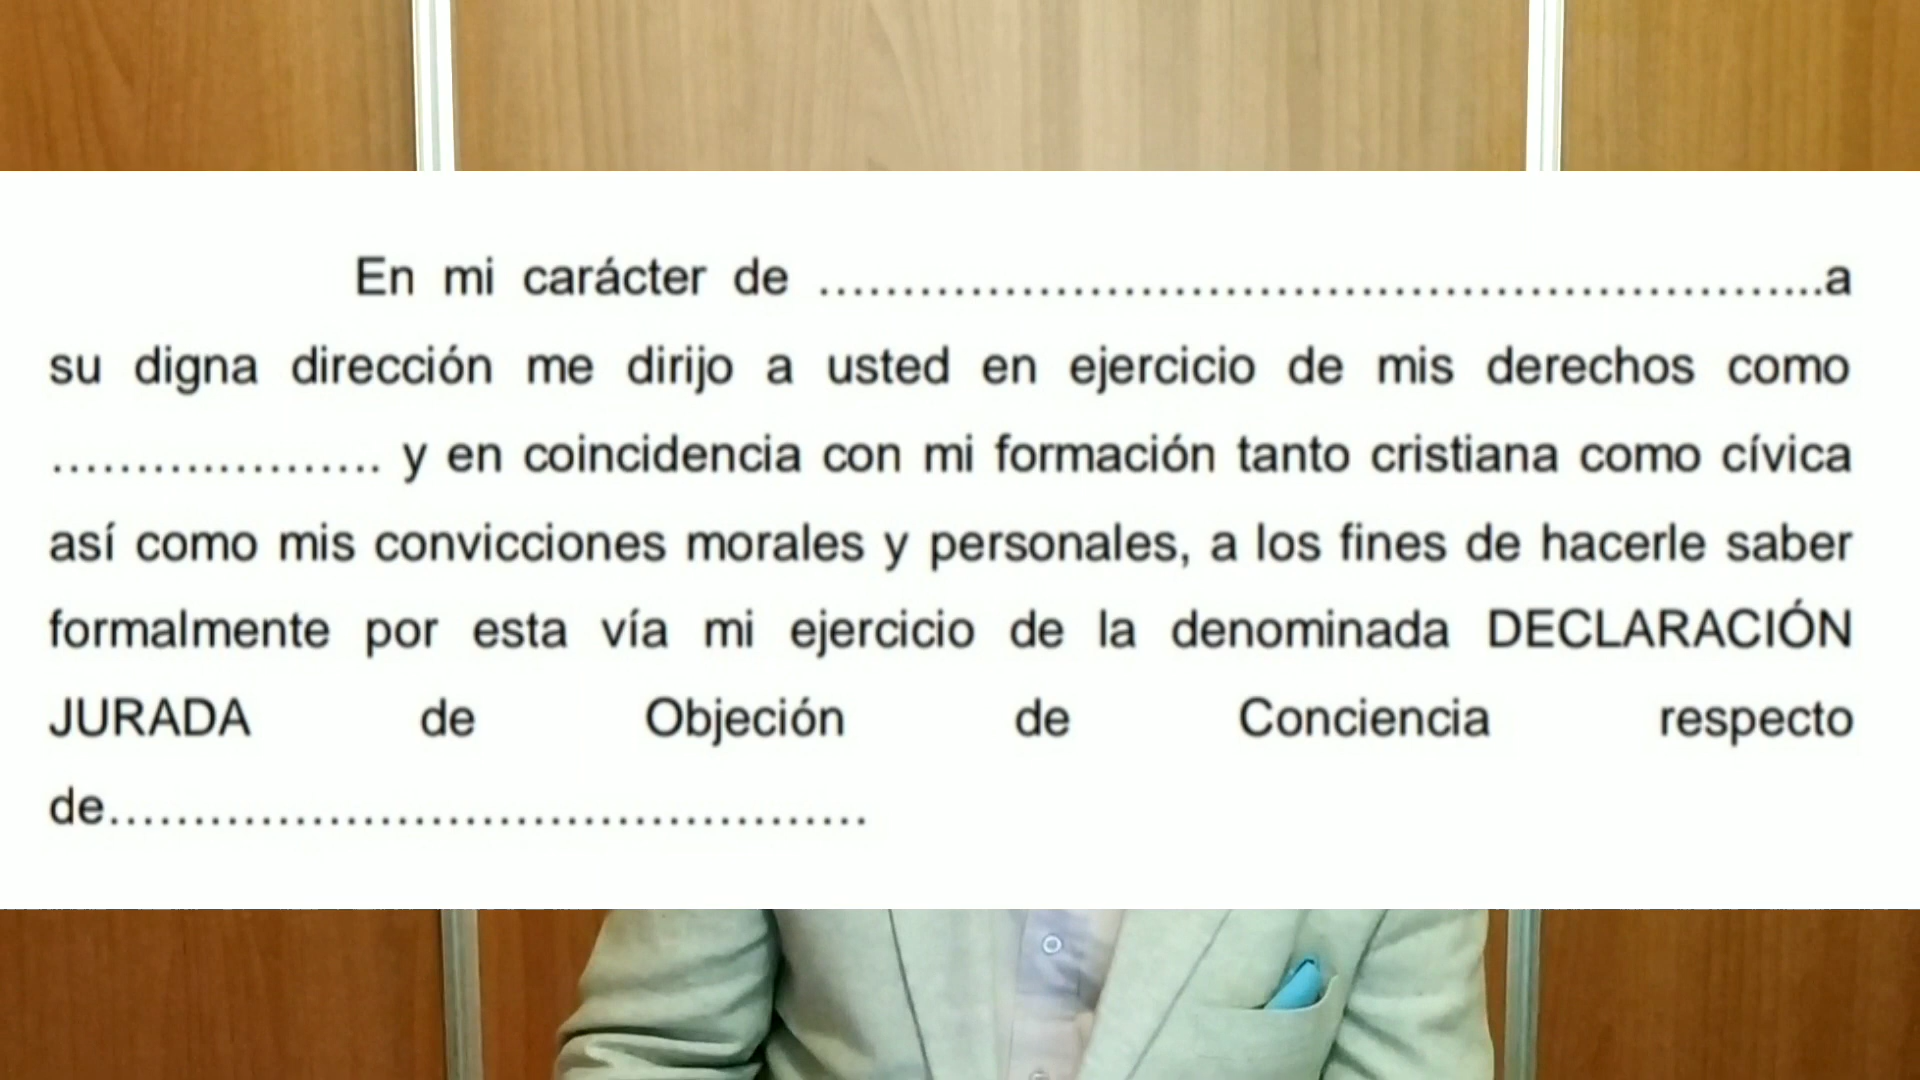 En mi carácter de ……………………………………………………………..a
su digna dirección me dirijo a usted en ejercicio de mis derechos como
………………… y en coincidencia con mi formación tanto cristiana como cívica
así como mis convicciones morales y personales, a los fines de hacerle saber
formalmente por esta vía mi ejercicio de la denominada DECLARACIÓN
JURADA de Objeción de Conciencia respecto
de………………………………………………